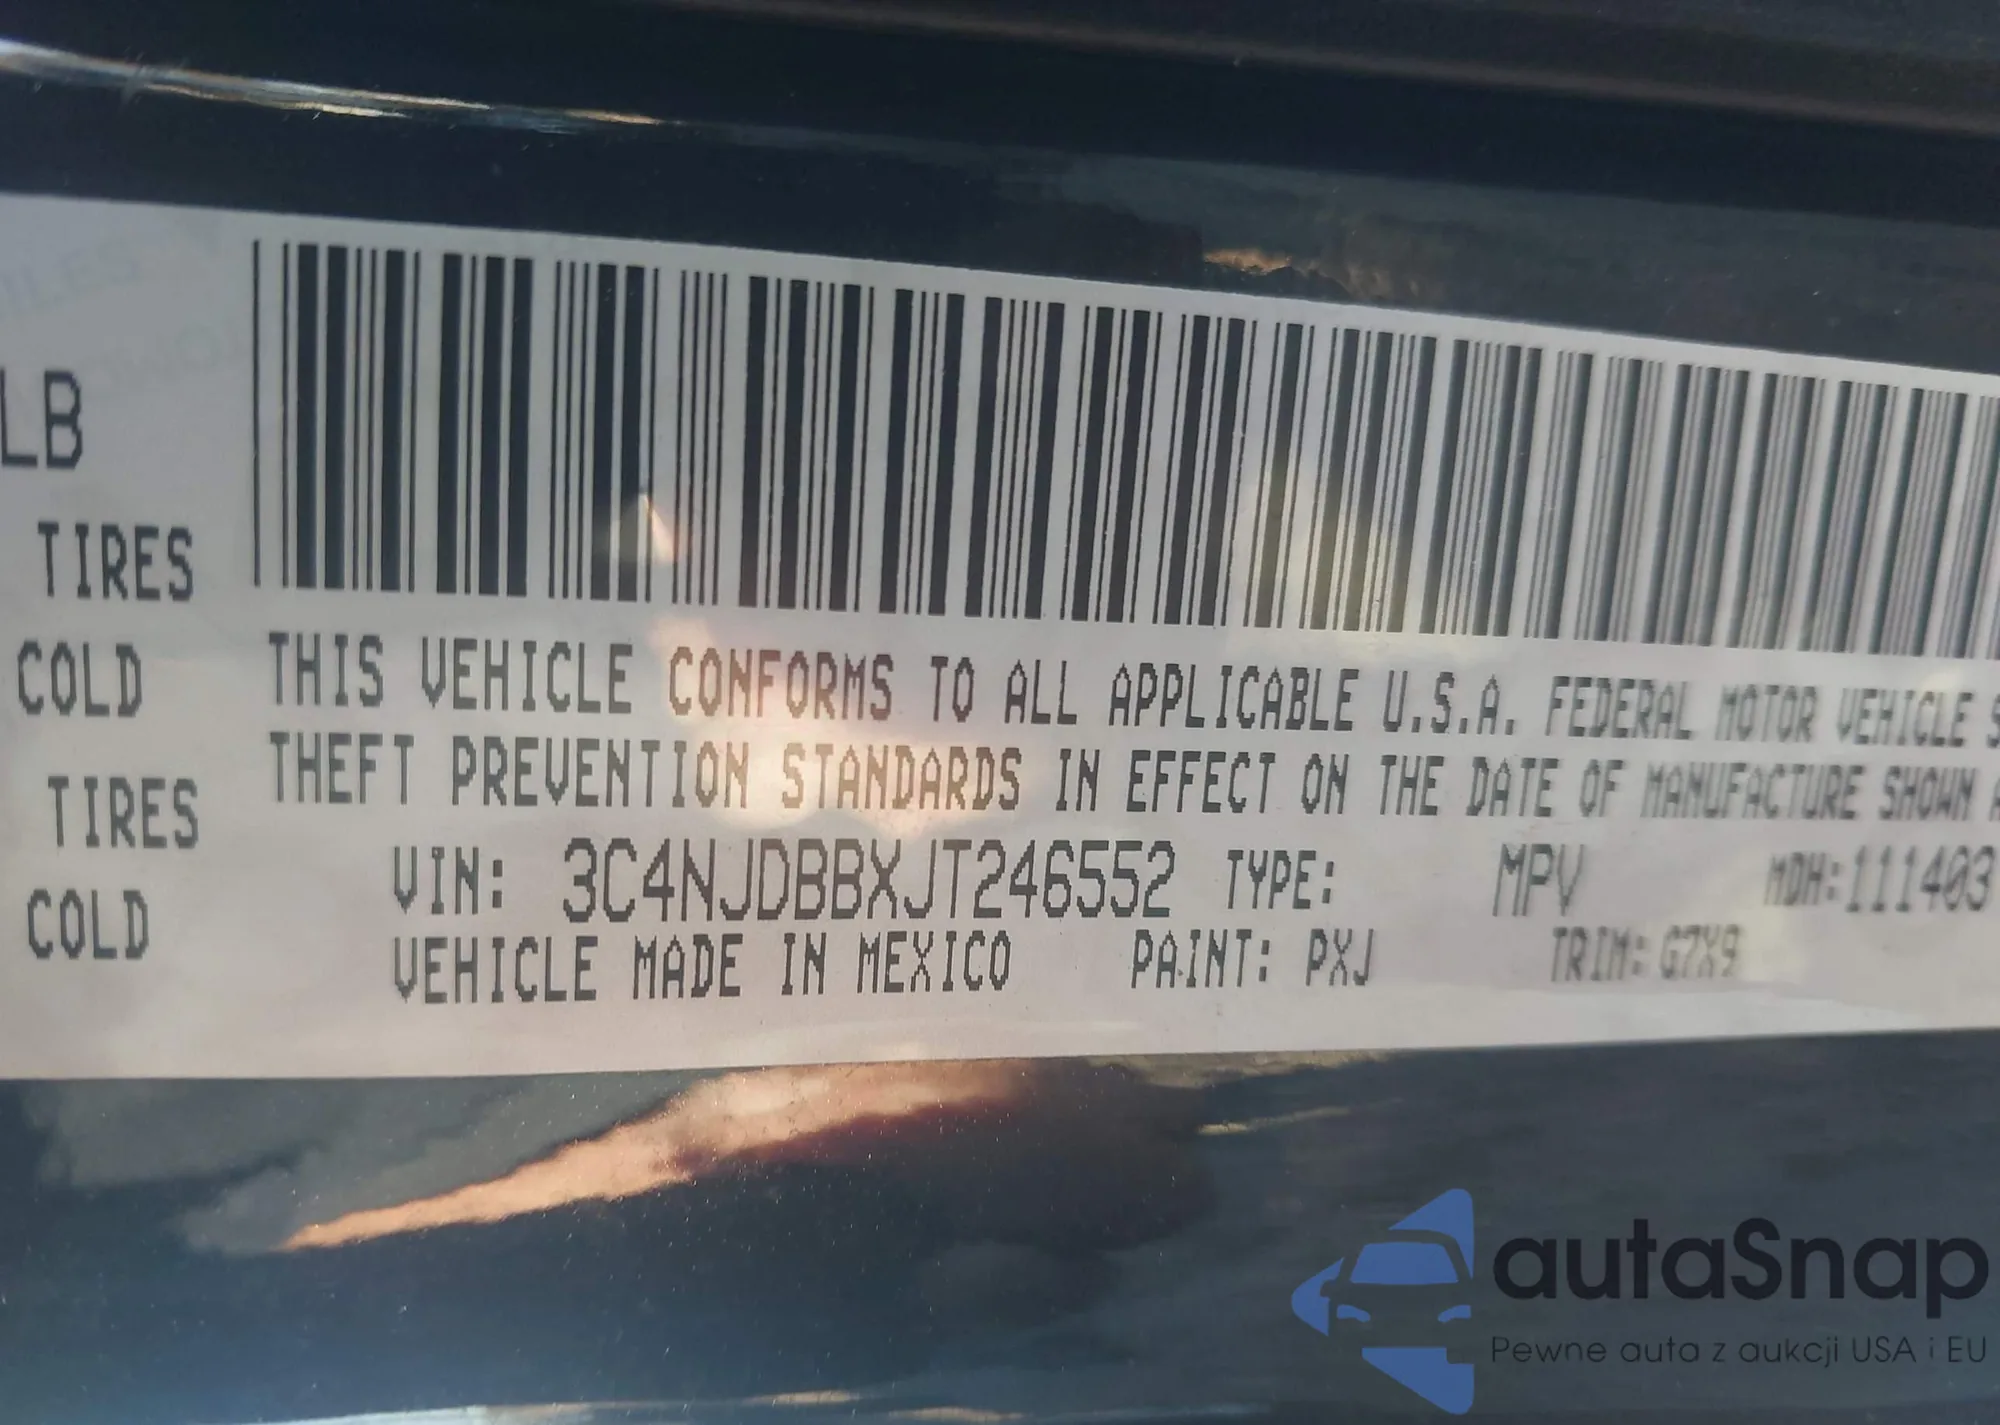 LB
TIRES
COLD
TIRES
COLD
THIS VEHICLE CONFORMS TO ALL APPLICABLE U.S.A. FEDERAL MOTOR VEHICLE S
THEFT PREVENTION STANDARDS IN EFFECT ON THE DATE OF MANUFACTURE SHOWN A
VIN: 3C4NJDBBXJT246552 TYPE: MPV MDH:111403
VEHICLE MADE IN MEXICO PAINT: PXJ TRIM: G7X9
autaSnap
Pewne auta z aukcji USA i EU